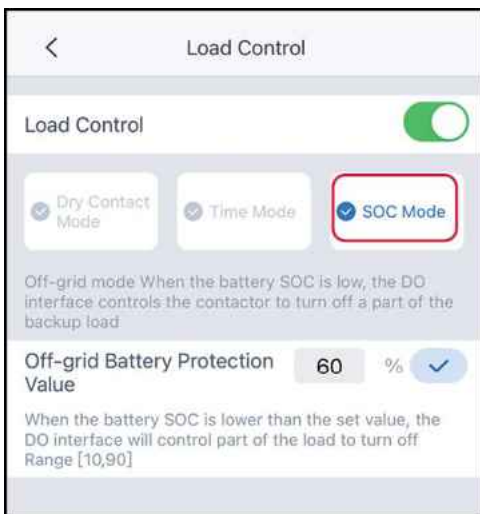 Load Control
Load Control
Dry Contact
Mode
Time Mode
SOC Mode
Off-grid mode When the battery SOC is low, the DO
interface controls the contactor to turn off a part of the
backup load
Off-grid Battery Protection
Value
60 %
When the battery SOC is lower than the set value, the
DO interface will control part of the load to turn off
Range [10,90]